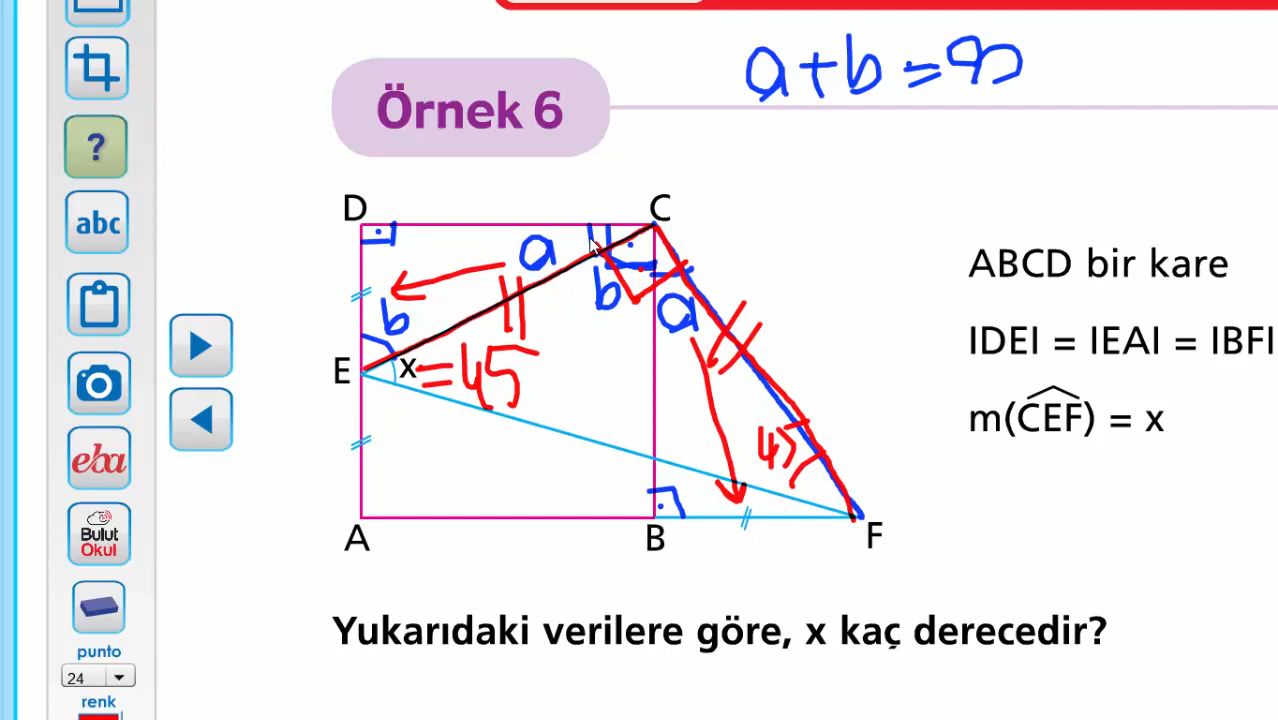 a+b=90
Örnek 6
?
abc
eba
Bulut
Okul
punto
24
renk
D
C
a
b
b
a
E
x
=45
45
A
B
F
ABCD bir kare
IDEI = IEAI = IBFI
m(CEF) = x
Yukarıdaki verilere göre, x kaç derecedir?